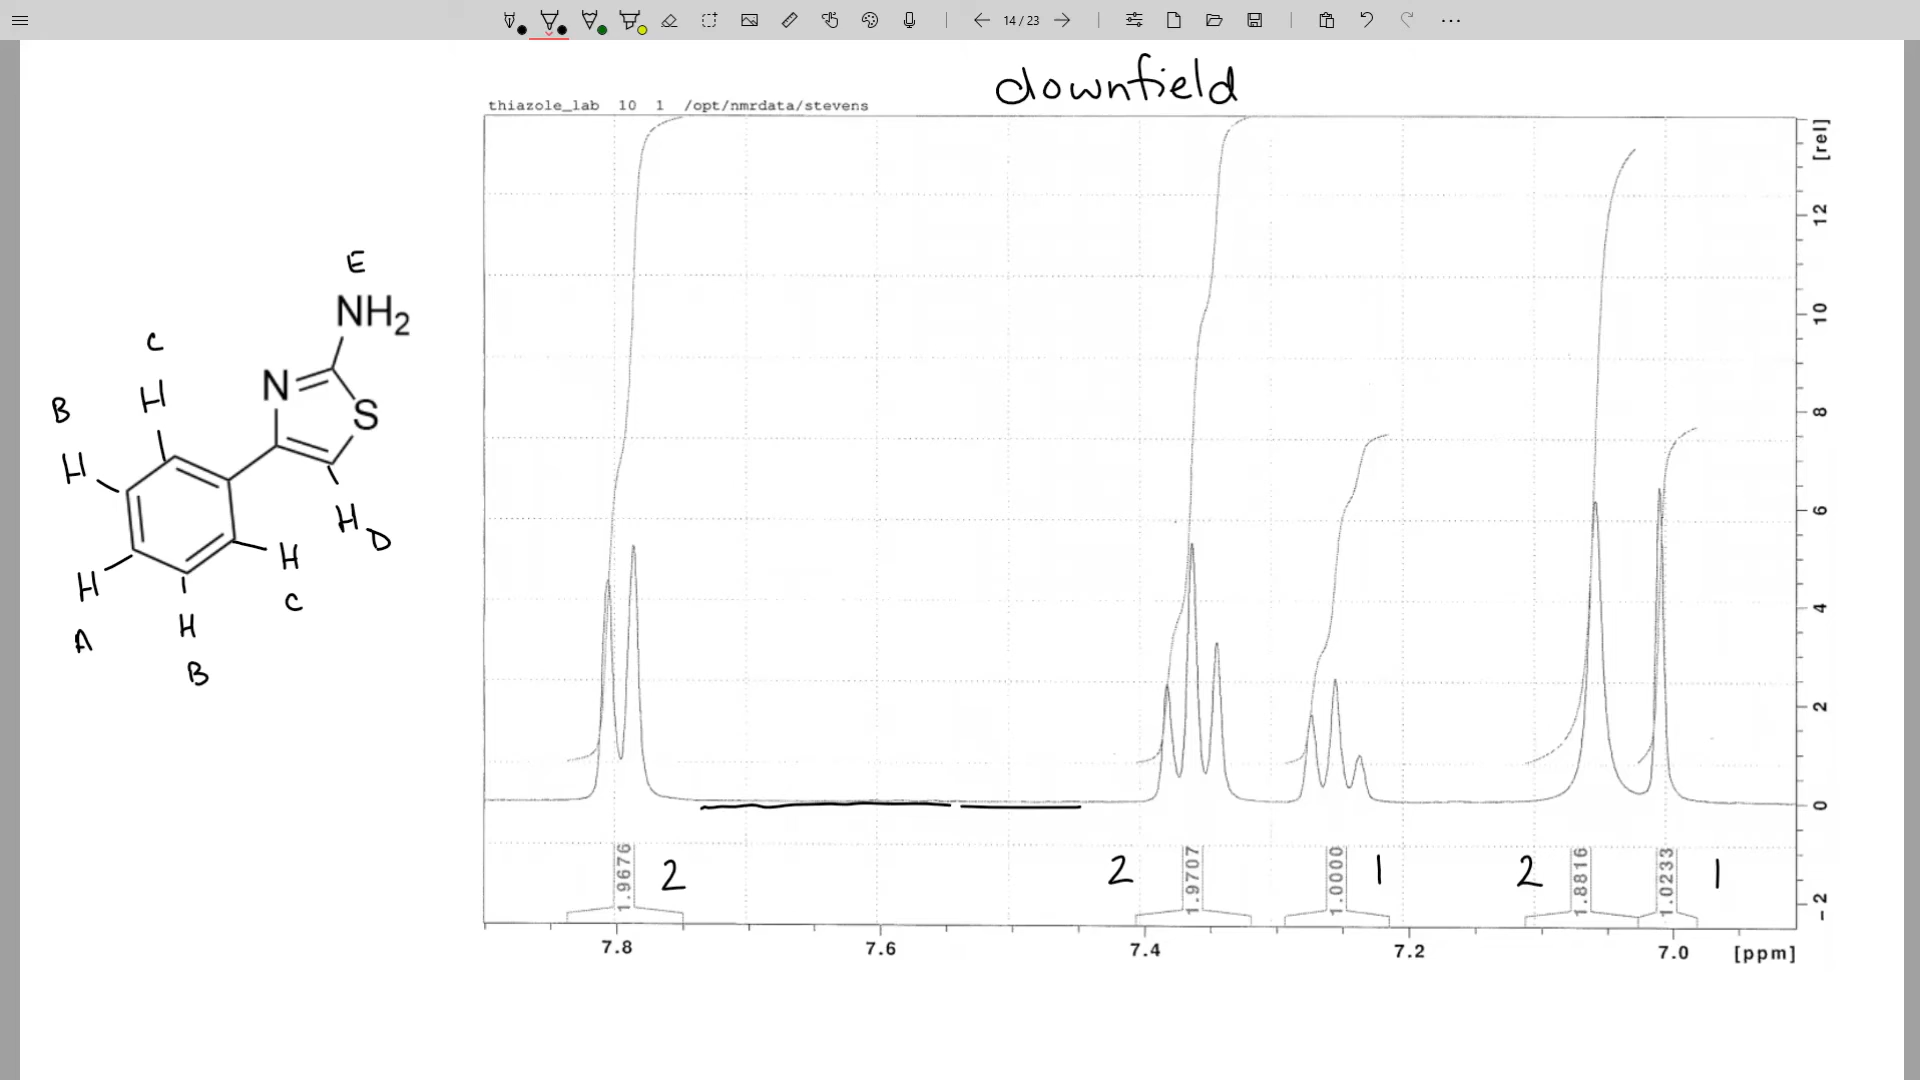 14 / 23
downfield
thiazole_lab 10 1 /opt/nmrdata/stevens
[rel]
12
10
8
6
4
2
0
-2
E
NH2
C
H
N
B
S
H
H
D
H
H
C
H
A
B
1.9676
2
2
1.9707
1.0000
1
2
1.8816
1.0233
1
7.8
7.6
7.4
7.2
7.0
[ppm]